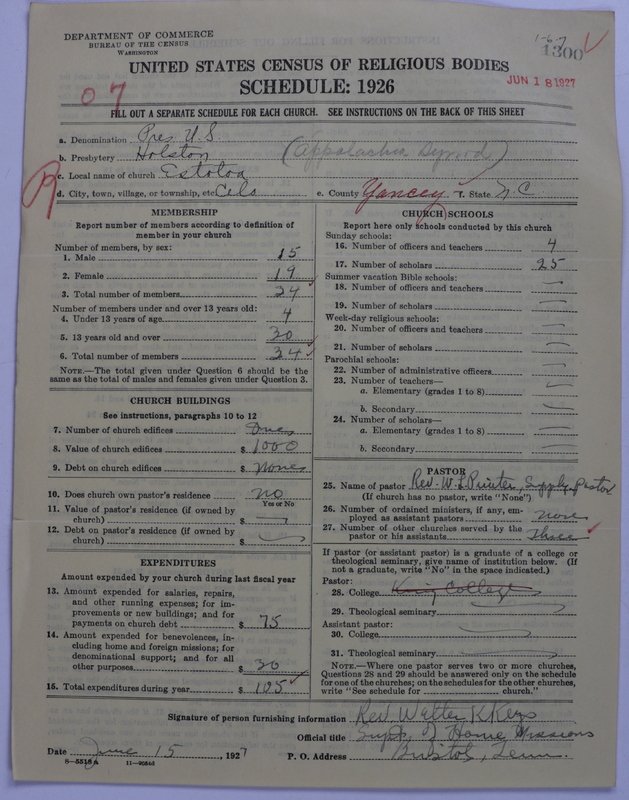 DEPARTMENT OF COMMERCE
BUREAU OF THE CENSUS
WASHINGTON
1-6-7
1300
UNITED STATES CENSUS OF RELIGIOUS BODIES
SCHEDULE: 1926
JUN 18 1927
07
FILL OUT A SEPARATE SCHEDULE FOR EACH CHURCH. SEE INSTRUCTIONS ON THE BACK OF THIS SHEET
a. Denomination Pres U.S
b. Presbytery Holston (Appalachia Synod)
c. Local name of church Estatoa
d. City, town, village, or township, etc. Celo e. County Yancey f. State N.C
MEMBERSHIP
Report number of members according to definition of
member in your church
Number of members, by sex:
1. Male 15
2. Female 19
3. Total number of members 34
Number of members under and over 13 years old:
4. Under 13 years of age 4
5. 13 years old and over 30
6. Total number of members 34
NOTE.—The total given under Question 6 should be
same as the total of males and females given under Question 3.
CHURCH BUILDINGS
See instructions, paragraphs 10 to 12
7. Number of church edifices One
8. Value of church edifices $ 1000
9. Debt on church edifices $ None
10. Does church own pastor's residence no
Yes or No
11. Value of pastor's residence (if owned by
church) $ —
12. Debt on pastor's residence (if owned by
church) $ —
EXPENDITURES
Amount expended by your church during last fiscal year
13. Amount expended for salaries, repairs,
and other running expenses; for im-
provements or new buildings; and for
payments on church debt $ 75
14. Amount expended for benevolences, in-
cluding home and foreign missions; for
denominational support; and for all
other purposes $ 30
15. Total expenditures during year $ 105
CHURCH SCHOOLS
Report here only schools conducted by this church
Sunday schools:
16. Number of officers and teachers 4
17. Number of scholars 25
Summer vacation Bible schools:
18. Number of officers and teachers —
19. Number of scholars —
Week-day religious schools:
20. Number of officers and teachers —
21. Number of scholars —
Parochial schools:
22. Number of administrative officers —
23. Number of teachers—
a. Elementary (grades 1 to 8) —
b. Secondary —
24. Number of scholars—
a. Elementary (grades 1 to 8) —
b. Secondary —
PASTOR
25. Name of pastor Rev. W. L. Printer, Supply Pastor
(If church has no pastor, write "None")
26. Number of ordained ministers, if any, em-
ployed as assistant pastors none
27. Number of other churches served by the
pastor or his assistants three
If pastor (or assistant pastor) is a graduate of a college or
theological seminary, give name of institution below. (If
not a graduate, write "No" in the space indicated.)
Pastor:
28. College King College
29. Theological seminary —
Assistant pastor:
30. College —
31. Theological seminary —
NOTE.—Where one pastor serves two or more churches,
Questions 28 and 29 should be answered only on the schedule
for one of the churches; on the schedules for the other churches,
write "See schedule for church."
Signature of person furnishing information Rev. Walter K Keys
Official title Supt. of Home Missions
Date June 15, 1927 P. O. Address Bristol, Tenn.
8—5518a 11—9054d